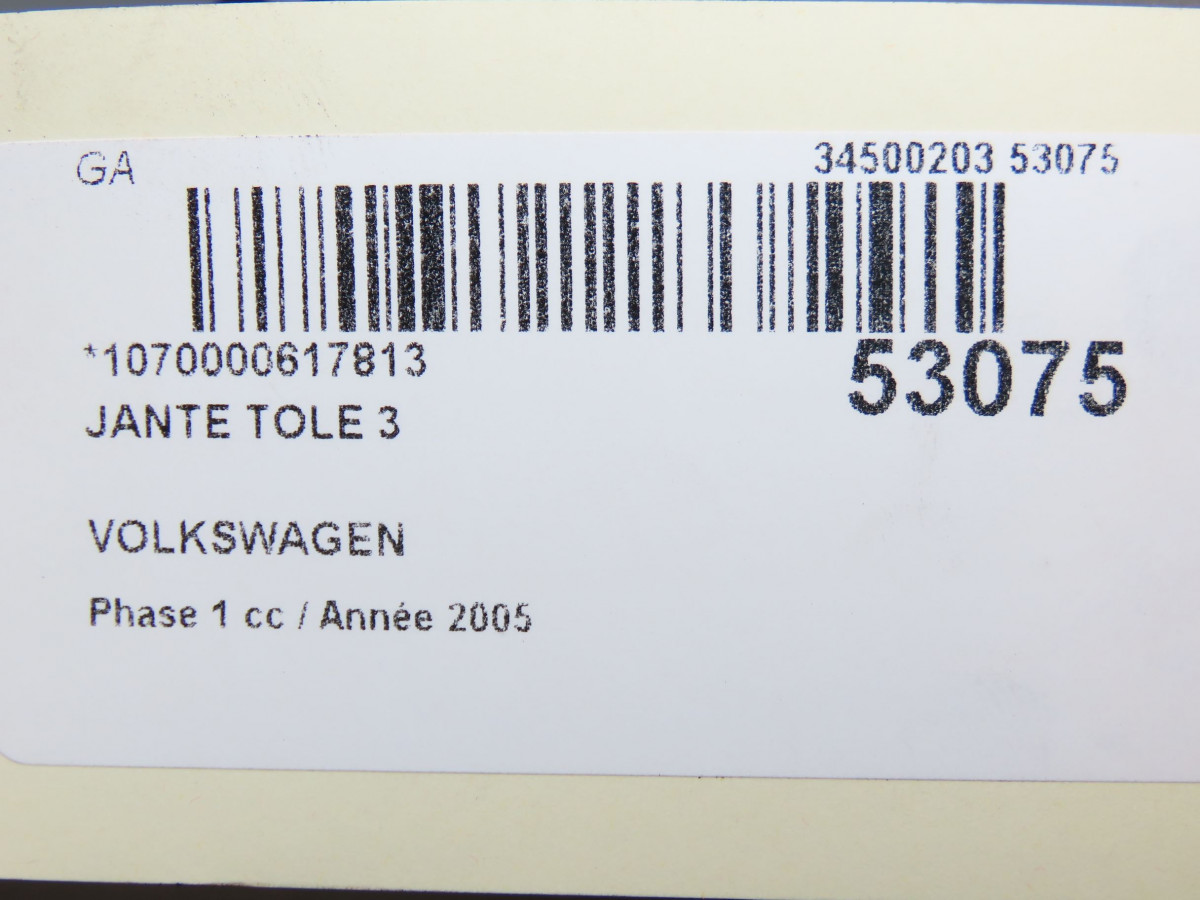 GA
34500203 53075
*1070000617813
53075
JANTE TOLE 3
VOLKSWAGEN
Phase 1 cc / Année 2005